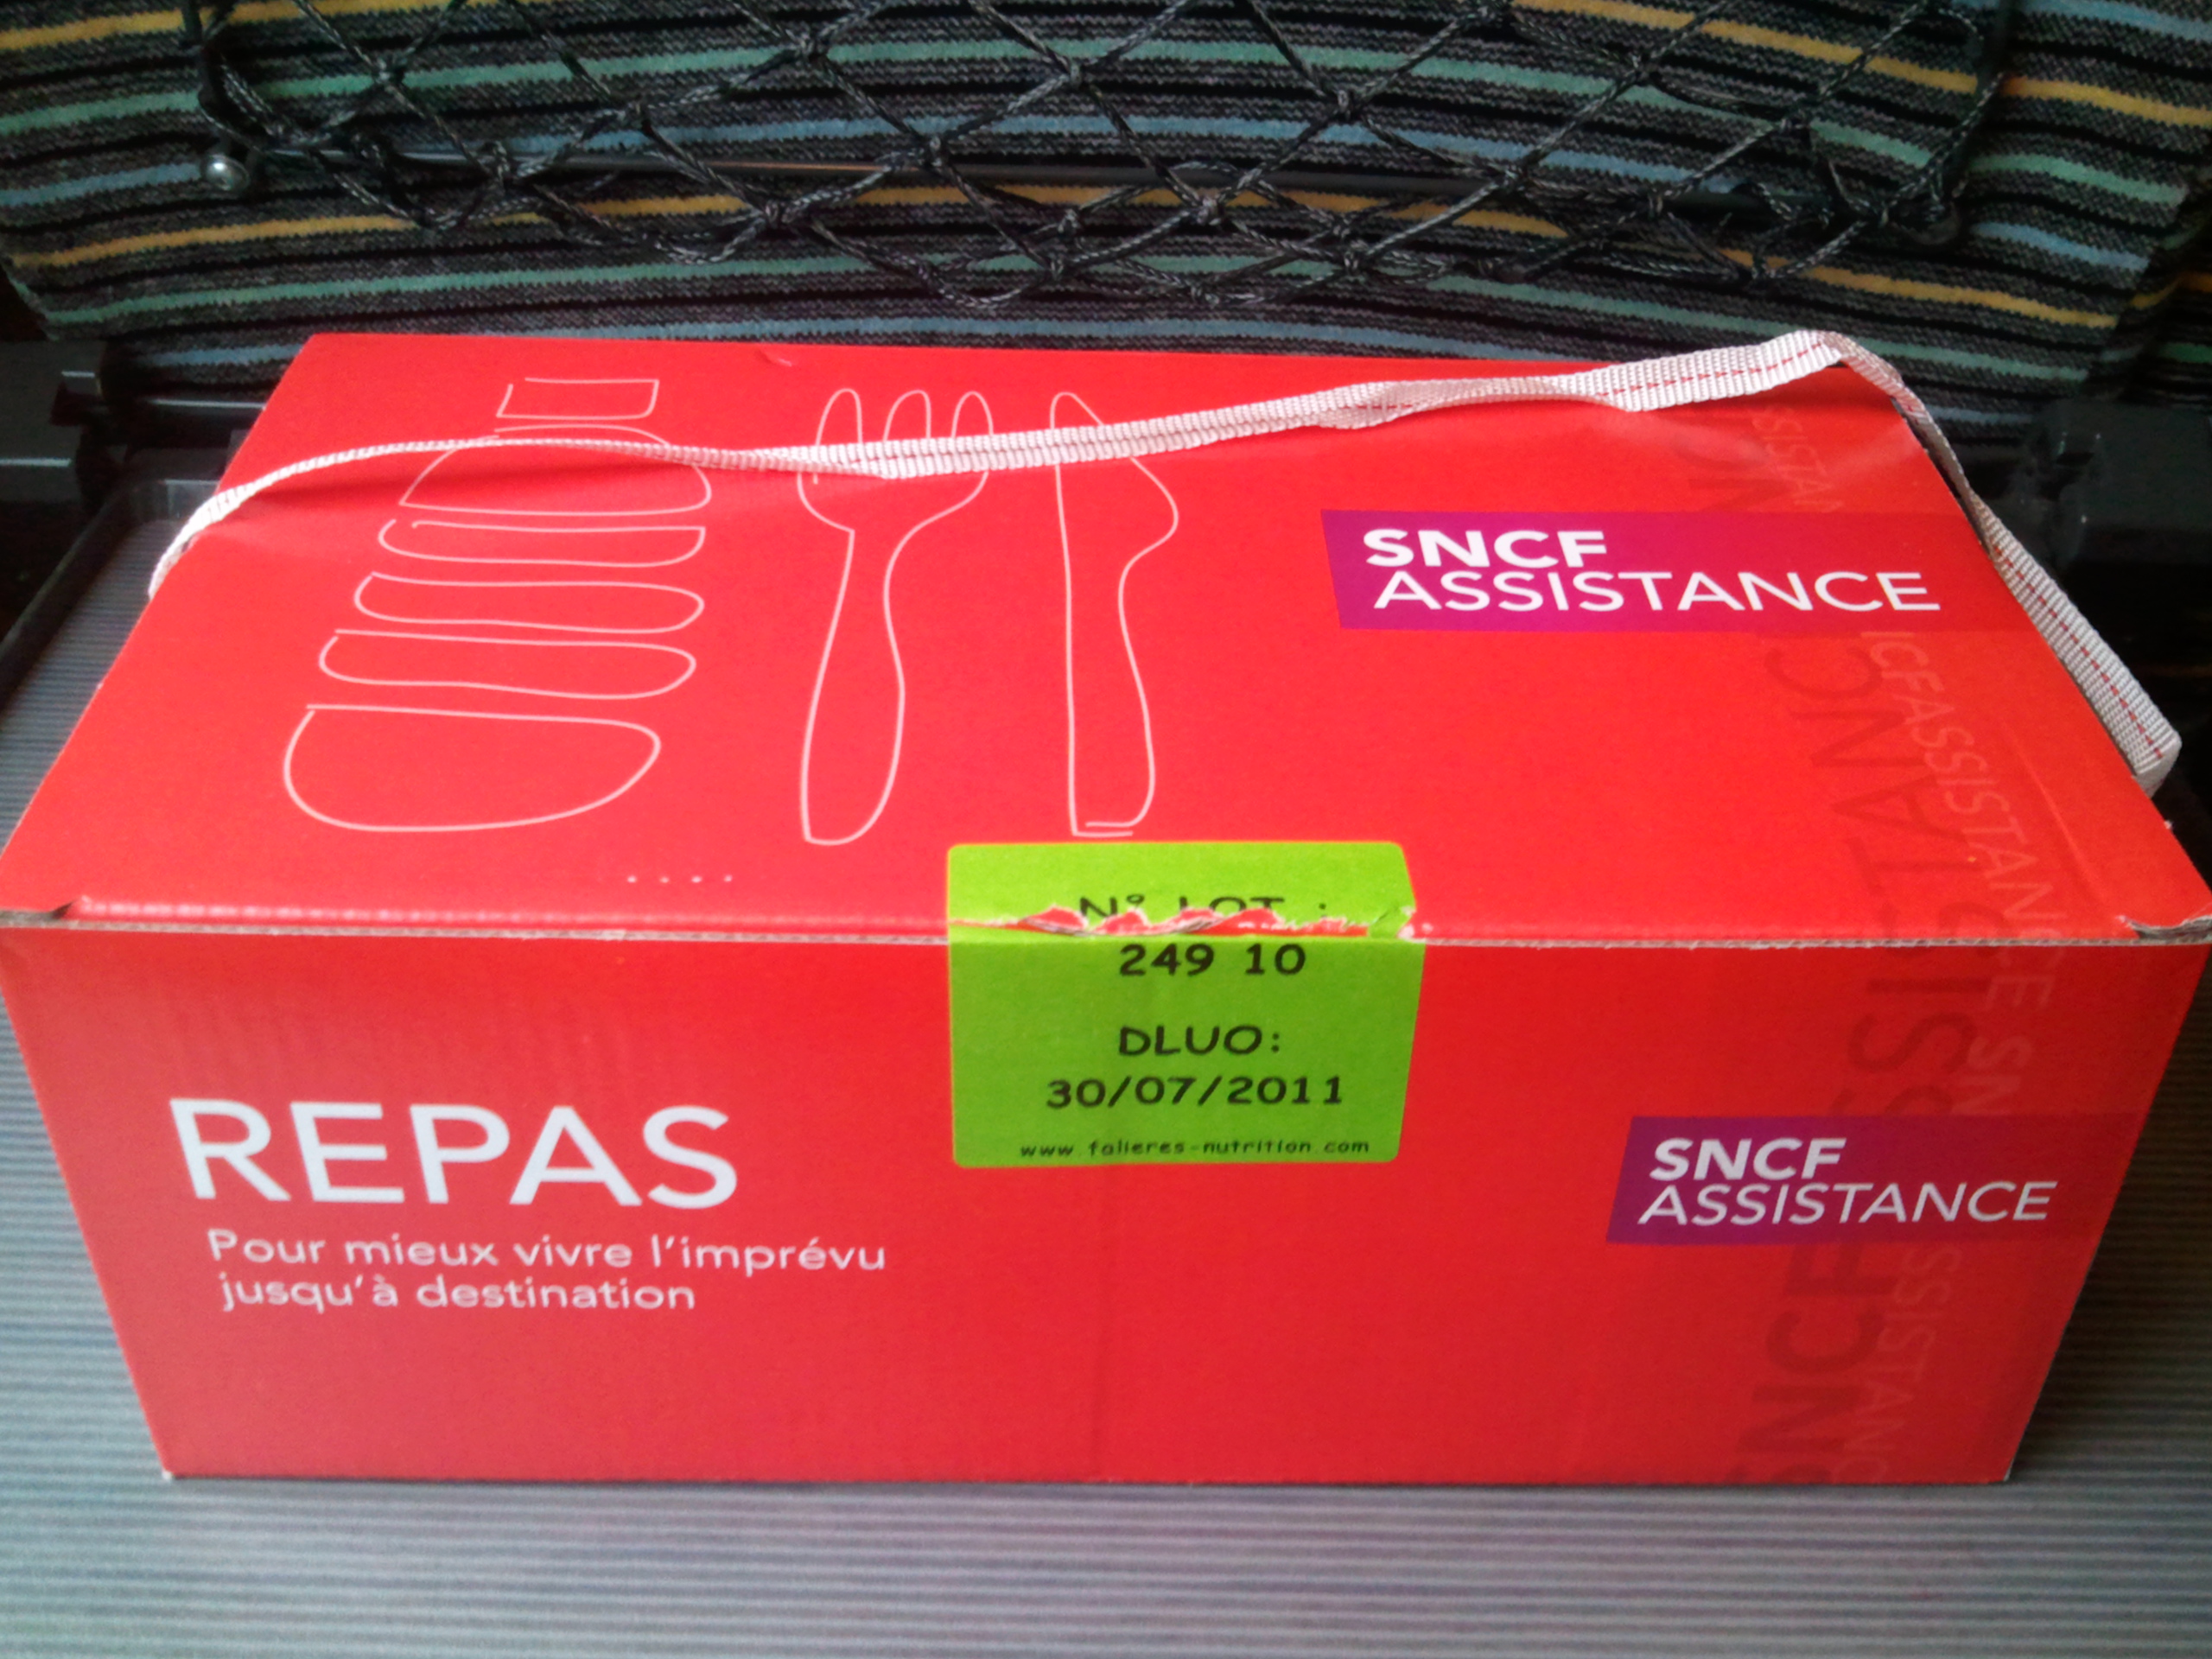 SNCF
ASSISTANCE
N° LOT :
249 10
DLUO:
30/07/2011
www.falieres-nutrition.com
REPAS
Pour mieux vivre l'imprévu
jusqu'à destination
SNCF
ASSISTANCE